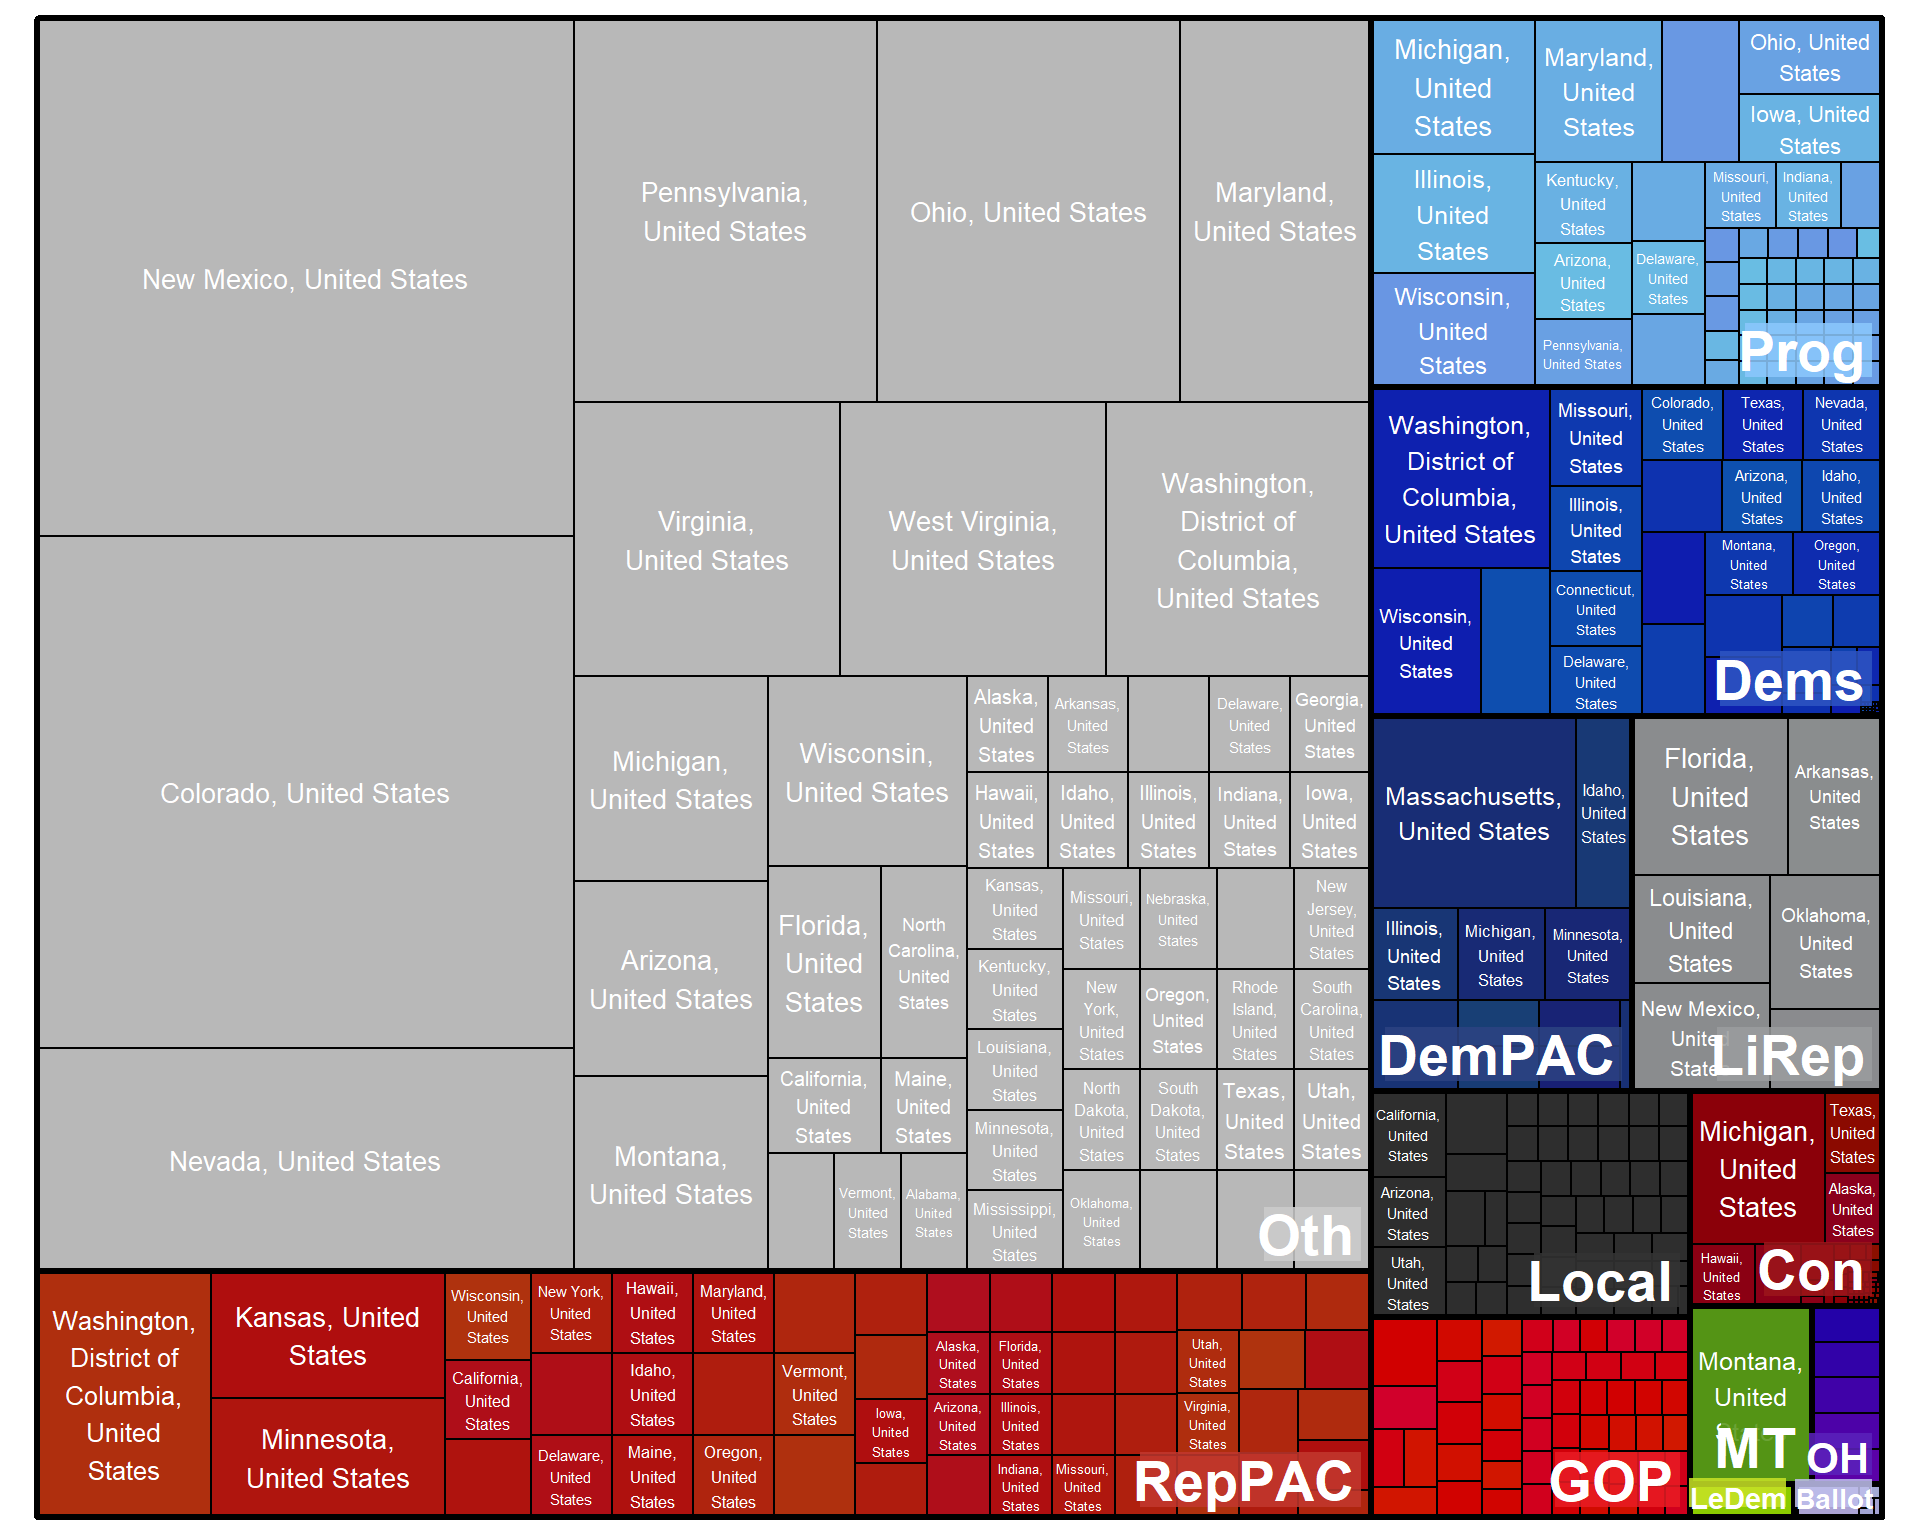 New Mexico, United States
Colorado, United States
Nevada, United States
Pennsylvania,
United States
Ohio, United States
Maryland,
United States
Virginia,
United States
West Virginia,
United States
Washington,
District of
Columbia,
United States
Michigan,
United States
Arizona,
United States
Montana,
United States
Wisconsin,
United States
Florida,
United
States
North
Carolina,
United
States
California,
United
States
Maine,
United
States
Vermont,
United
States
Alabama,
United
States
Alaska,
United
States
Arkansas,
United
States
Delaware,
United
States
Georgia,
United
States
Hawaii,
United
States
Idaho,
United
States
Illinois,
United
States
Indiana,
United
States
Iowa,
United
States
Kansas,
United
States
Kentucky,
United
States
Louisiana,
United
States
Minnesota,
United
States
Mississippi,
United
States
Missouri,
United
States
Nebraska,
United
States
New
Jersey,
United
States
New
York,
United
States
Oregon,
United
States
Rhode
Island,
United
States
South
Carolina,
United
States
North
Dakota,
United
States
South
Dakota,
United
States
Texas,
United
States
Utah,
United
States
Oklahoma,
United
States
Oth
Washington,
District of
Columbia,
United
States
Kansas, United
States
Minnesota,
United States
Wisconsin,
United
States
California,
United
States
New York,
United
States
Delaware,
United
States
Hawaii,
United
States
Idaho,
United
States
Maine,
United
States
Maryland,
United
States
Oregon,
United
States
Vermont,
United
States
Iowa,
United
States
Alaska,
United
States
Arizona,
United
States
Florida,
United
States
Illinois,
United
States
Indiana,
United
States
Missouri,
United
States
Utah,
United
States
Virginia,
United
States
RepPAC
Michigan,
United
States
Illinois,
United
States
Wisconsin,
United
States
Maryland,
United
States
Ohio, United
States
Iowa, United
States
Kentucky,
United
States
Arizona,
United
States
Pennsylvania,
United States
Delaware,
United
States
Missouri,
United
States
Indiana,
United
States
Prog
Washington,
District of
Columbia,
United States
Wisconsin,
United
States
Missouri,
United
States
Illinois,
United
States
Connecticut,
United
States
Delaware,
United
States
Colorado,
United
States
Texas,
United
States
Nevada,
United
States
Arizona,
United
States
Idaho,
United
States
Montana,
United
States
Oregon,
United
States
Dems
Massachusetts,
United States
Idaho,
United
States
Illinois,
United
States
Michigan,
United
States
Minnesota,
United
States
DemPAC
Florida,
United
States
Arkansas,
United
States
Louisiana,
United
States
Oklahoma,
United
States
New Mexico,
United
States
LiRep
California,
United
States
Arizona,
United
States
Utah,
United
States
Local
Michigan,
United
States
Texas,
United
States
Alaska,
United
States
Hawaii,
United
States
Con
GOP
Montana,
United
States
MT
OH
LeDem
Ballot